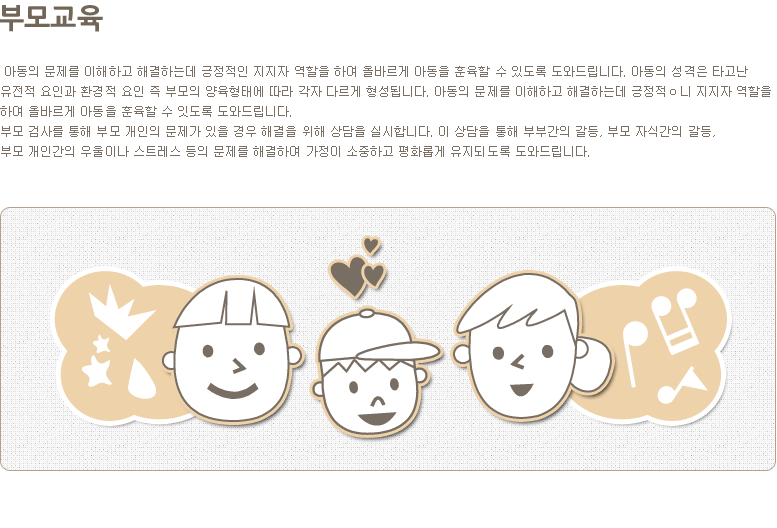 부모교육
아동의 문제를 이해하고 해결하는데 긍정적인 지지자 역할을 하여 올바르게 아동을 훈육할 수 있도록 도와드립니다. 아동의 성격은 타고난
유전적 요인과 환경적 요인 즉 부모의 양육형태에 따라 각자 다르게 형성됩니다. 아동의 문제를 이해하고 해결하는데 긍정적ㅇ니 지지자 역할을
하여 올바르게 아동을 훈육할 수 잇도록 도와드립니다.
부모 검사를 통해 부모 개인의 문제가 있을 경우 해결을 위해 상담을 실시합니다. 이 상담을 통해 부부간의 갈등, 부모 자식간의 갈등,
부모 개인간의 우울이나 스트레스 등의 문제를 해결하여 가정이 소중하고 평화롭게 유지되도록 도와드립니다.